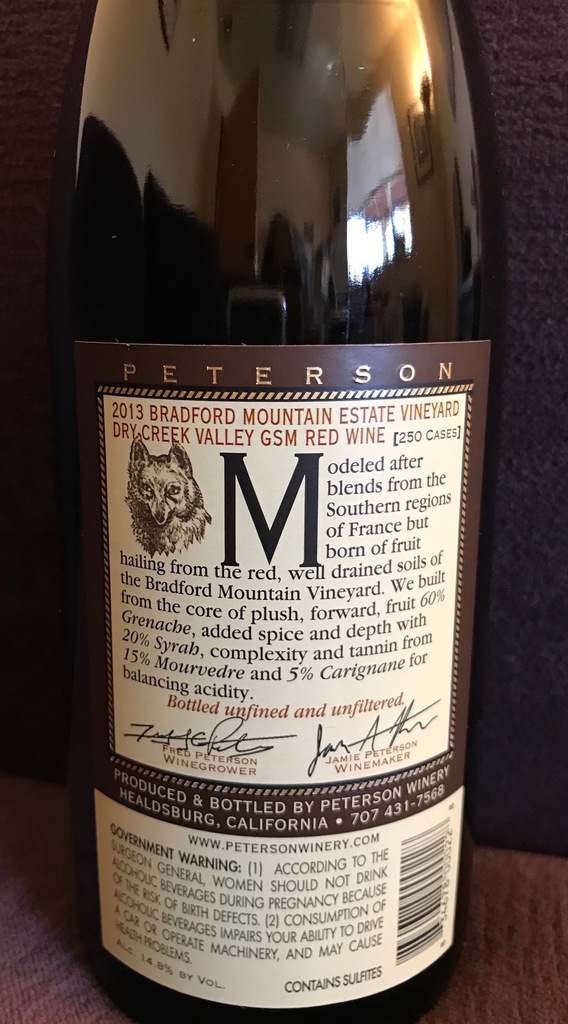 PETERSON
2013 BRADFORD MOUNTAIN ESTATE VINEYARD
DRY CREEK VALLEY GSM RED WINE [250 CASES]
Modeled after
blends from the
Southern regions
of France but
born of fruit
hailing from the red, well drained soils of
the Bradford Mountain Vineyard. We built
from the core of plush, forward, fruit 60%
Grenache, added spice and depth with
20% Syrah, complexity and tannin from
15% Mourvedre and 5% Carignane for
balancing acidity.
Bottled unfined and unfiltered.
FRED PETERSON
WINEGROWER
JAMIE PETERSON
WINEMAKER
PRODUCED & BOTTLED BY PETERSON WINERY
HEALDSBURG, CALIFORNIA • 707 431-7568
WWW.PETERSONWINERY.COM
GOVERNMENT WARNING: (1) ACCORDING TO THE
SURGEON GENERAL, WOMEN SHOULD NOT DRINK
ALCOHOLIC BEVERAGES DURING PREGNANCY BECAUSE
OF THE RISK OF BIRTH DEFECTS. (2) CONSUMPTION OF
ALCOHOLIC BEVERAGES IMPAIRS YOUR ABILITY TO DRIVE
A CAR OR OPERATE MACHINERY, AND MAY CAUSE
HEALTH PROBLEMS.
ALC. 14.8% BY VOL.
CONTAINS SULFITES